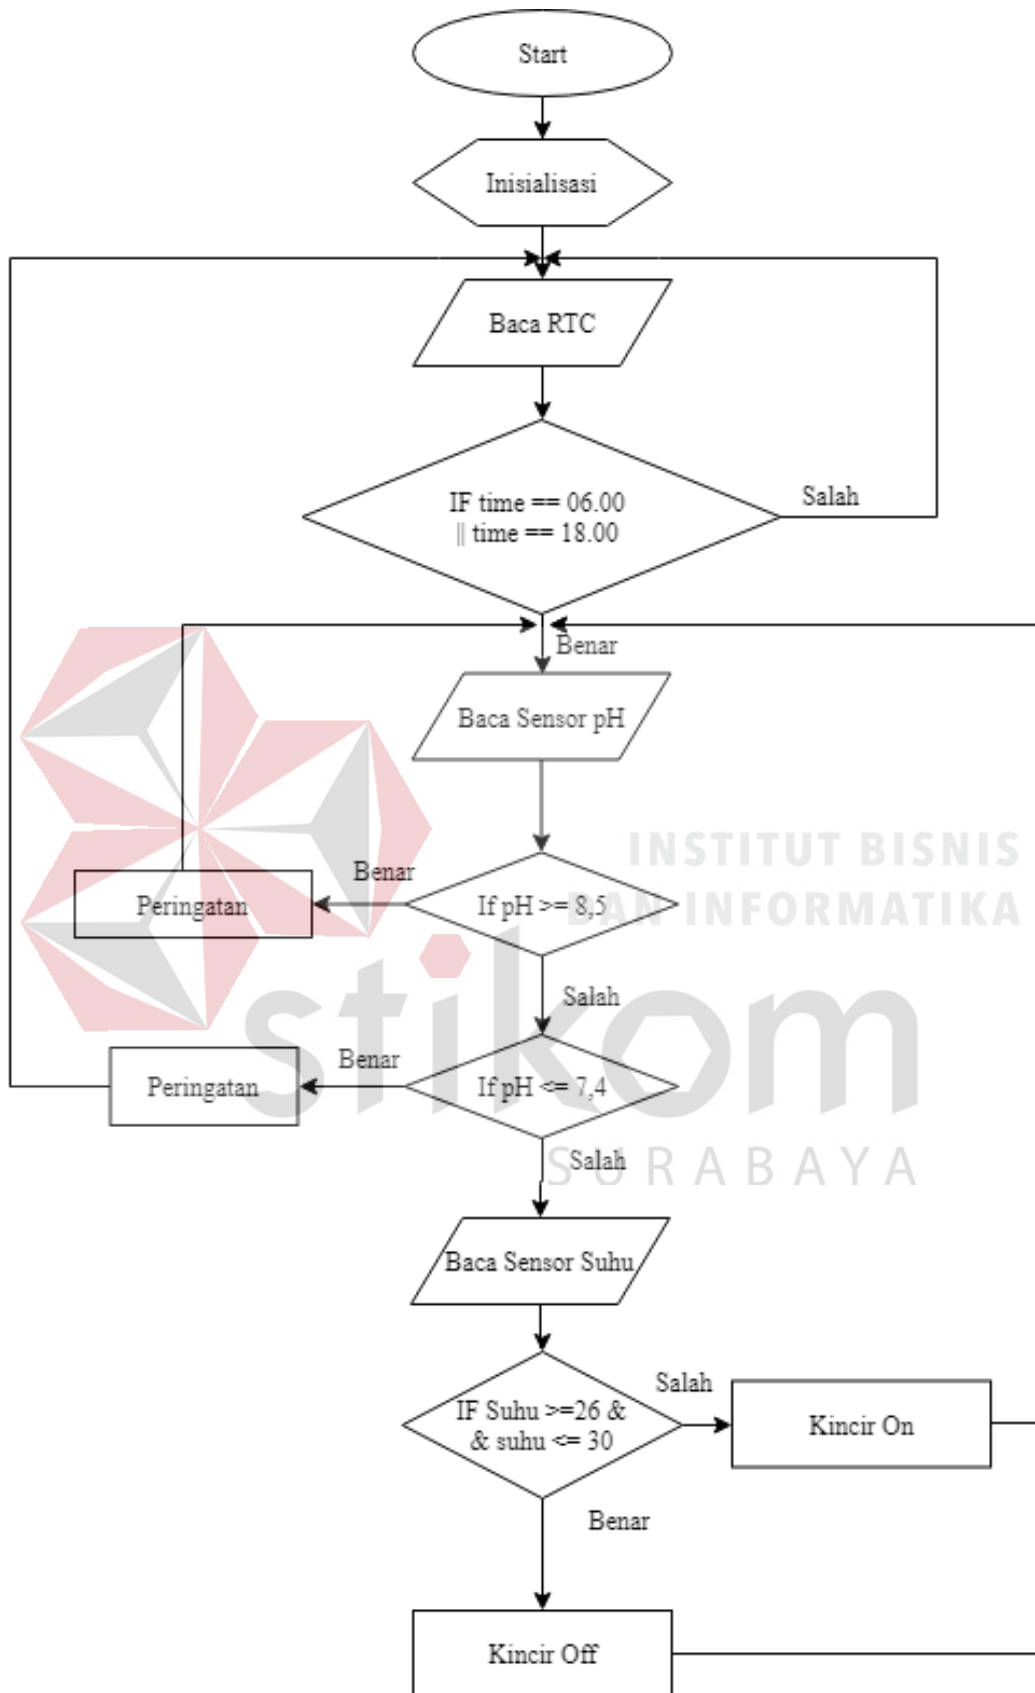 Start
Inisialisasi
Baca RTC
IF time == 06.00
|| time == 18.00
Salah
Benar
Baca Sensor pH
INSTITUT BISNIS
DAN INFORMATIKA
Benar
Peringatan
If pH >= 8,5
Salah
stikom
Benar
Peringatan
If pH <= 7,4
SURABAYA
Salah
Baca Sensor Suhu
IF Suhu >=26 &
& suhu <= 30
Salah
Kincir On
Benar
Kincir Off